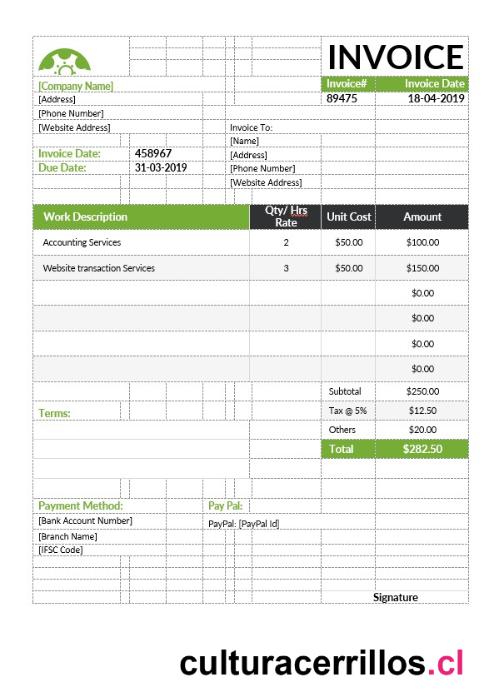 INVOICE
[Company Name] Invoice# Invoice Date
[Address] 89475 18-04-2019
[Phone Number]
[Website Address] Invoice To:
[Name]
Invoice Date: 458967 [Address]
Due Date: 31-03-2019 [Phone Number]
[Website Address]
Work Description Qty/ Hrs Rate Unit Cost Amount
Accounting Services 2 $50.00 $100.00
Website transaction Services 3 $50.00 $150.00
$0.00
$0.00
$0.00
$0.00
Subtotal $250.00
Terms: Tax @ 5% $12.50
Others $20.00
Total $282.50
Payment Method: Pay Pal:
[Bank Account Number] PayPal: [PayPal Id]
[Branch Name]
[IFSC Code]
Signature
culturacerrillos.cl